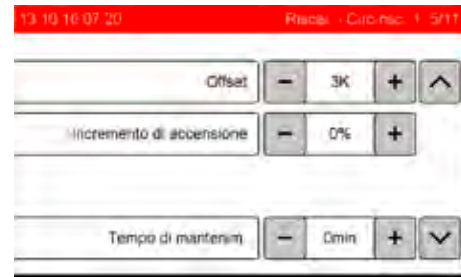 13.10.16 07:20 Riscal. - Circ.risc. 1 5/11
Offset − 3K +
Incremento di accensione − 0% +
Tempo di mantenim. − 0min +